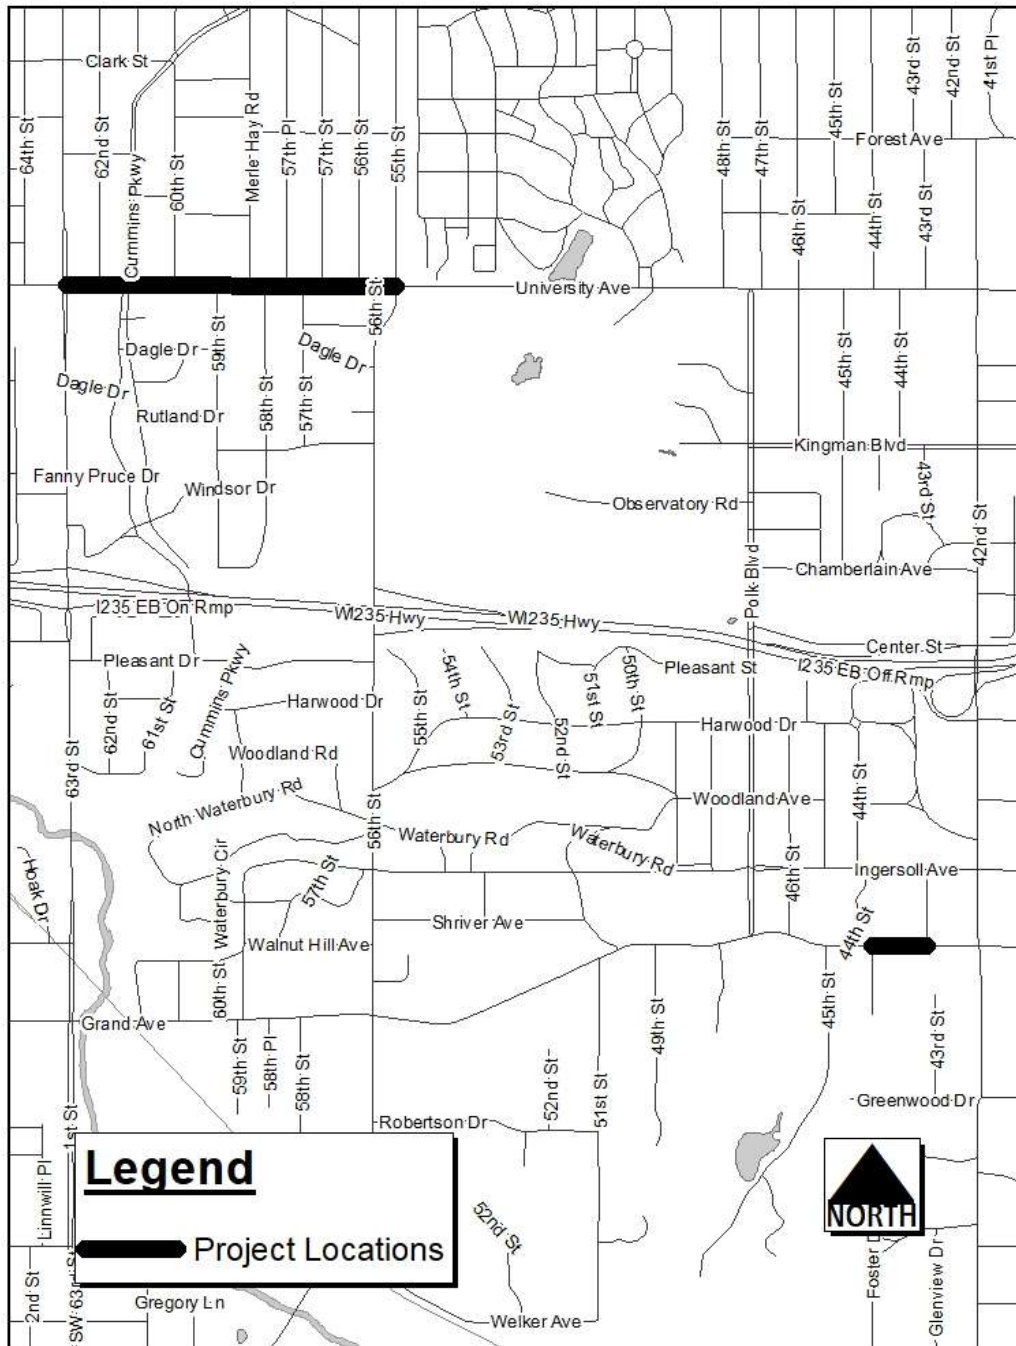 Clark St
64th St
62nd St
Cummins Pkwy
60th St
Merle Hay Rd
57th Pl
57th St
56th St
55th St
48th St
47th St
46th St
45th St
44th St
43rd St
42nd St
41st Pl
Forest Ave
43rd St
University Ave
56th St
59th St
Dagle Dr
Dagle Dr
Dagle Dr
Rutland Dr
58th St
57th St
45th St
44th St
Kingman Blvd
Fanny Pruce Dr
Windsor Dr
Observatory Rd
43rd St
42nd St
Polk Blvd
Chamberlain Ave
I235 EB On Rmp
WI235 Hwy
WI235 Hwy
Center St
Pleasant Dr
Pleasant St
I235 EB Off Rmp
62nd St
61st St
Cummins Pkwy
Harwood Dr
55th St
54th St
53rd St
52nd St
51st St
50th St
Harwood Dr
63rd St
Woodland Rd
North Waterbury Rd
56th St
Woodland Ave
44th St
Waterbury Rd
Waterbury Rd
46th St
Ingersoll Ave
Hoak Dr
Waterbury Cir
57th St
Shriver Ave
Walnut Hill Ave
44th St
60th St
Grand Ave
49th St
45th St
59th St
58th Pl
58th St
52nd St
51st St
43rd St
Robertson Dr
Greenwood Dr
1st St
Linnwill Pl
Legend
Project Locations
NORTH
52nd St
2nd St
SW 63rd St
Gregory Ln
Welker Ave
Foster D
Glenview Dr